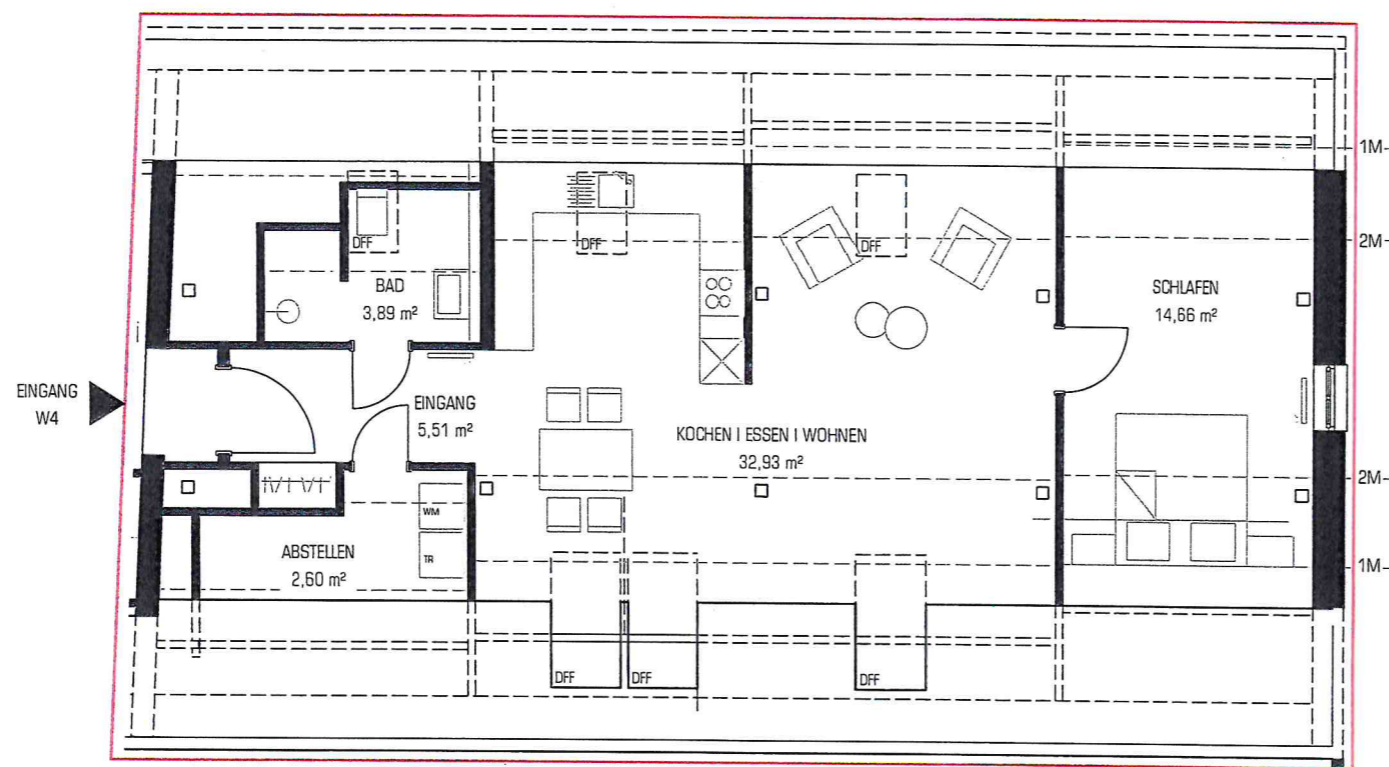 1M
DFF
DFF
DFF
2M
BAD
3,89 m²
SCHLAFEN
14,66 m²
EINGANG
W4
EINGANG
5,51 m²
KOCHEN I ESSEN I WOHNEN
32,93 m²
2M
WM
ABSTELLEN
2,60 m²
TR
1M
DFF
DFF
DFF